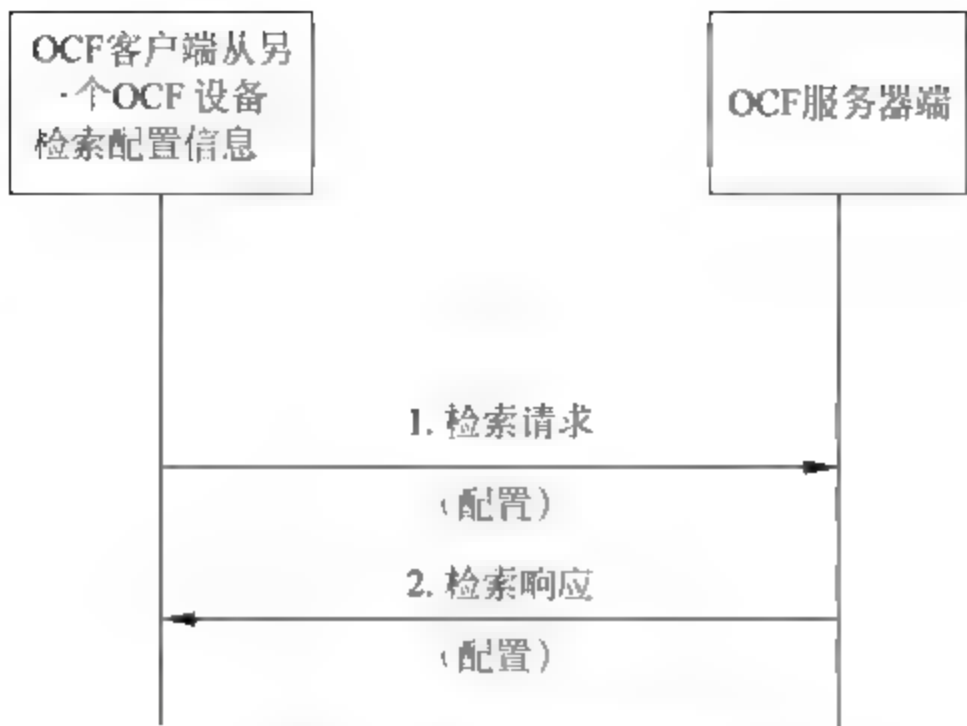 OCF客户端从另
一个OCF 设备
检索配置信息
OCF服务器端
1. 检索请求
（配置）
2. 检索响应
（配置）